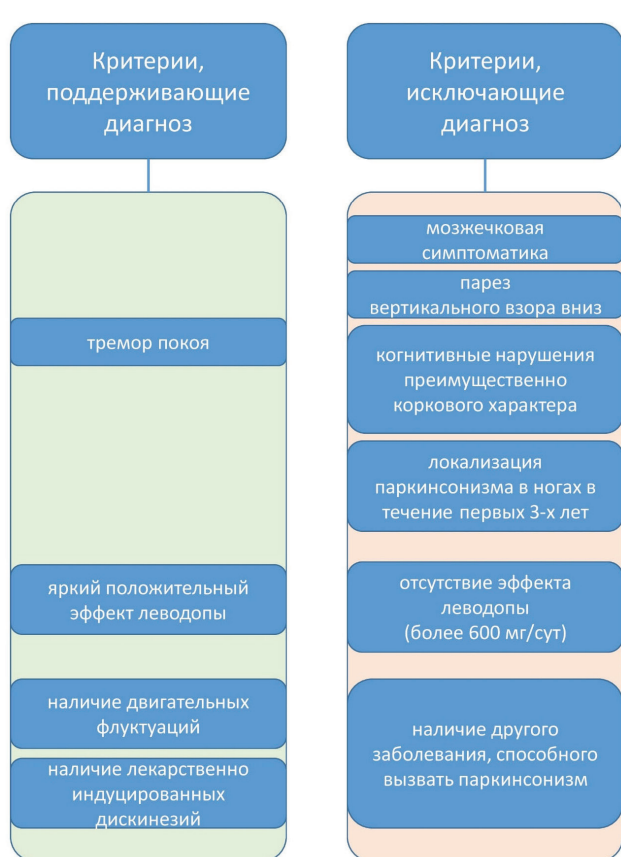 Критерии,
поддерживающие
диагноз
тремор покоя
яркий положительный
эффект леводопы
наличие двигательных
флуктуаций
наличие лекарственно
индуцированных
дискинезий
Критерии,
исключающие
диагноз
мозжечковая
симптоматика
парез
вертикального взора вниз
когнитивные нарушения
преимущественно
коркового характера
локализация
паркинсонизма в ногах в
течение первых 3-х лет
отсутствие эффекта
леводопы
(более 600 мг/сут)
наличие другого
заболевания, способного
вызвать паркинсонизм